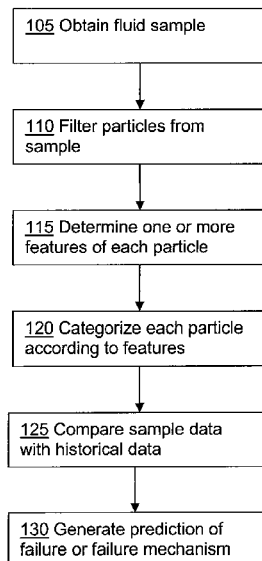 105 Obtain fluid sample
110 Filter particles from
sample
115 Determine one or more
features of each particle
120 Categorize each particle
according to features
125 Compare sample data
with historical data
130 Generate prediction of
failure or failure mechanism